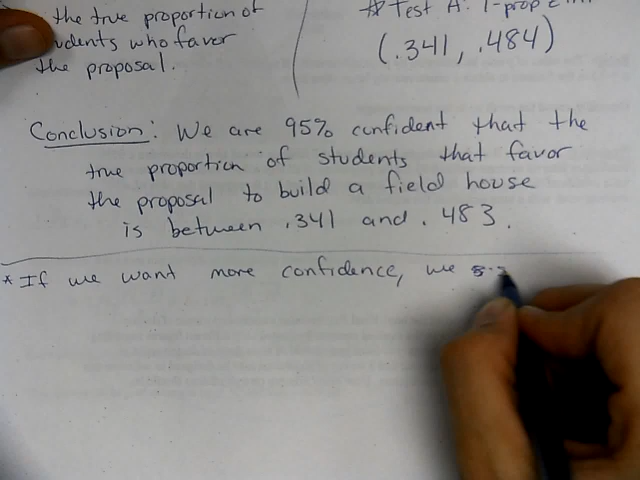 the true proportion of
students who favor
the proposal.
* Test A: 1-prop
(.341, .484)
Conclusion: We are 95% confident that the
true proportion of students that favor
the proposal to build a field house
is between .341 and .483.
* If we want more confidence, we